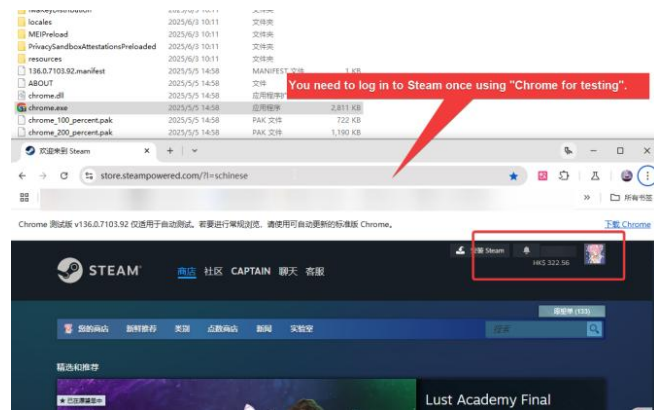 locales 2025/6/3 10:11 文件夹
MEIPreload 2025/6/3 10:11 文件夹
PrivacySandboxAttestationsPreloaded 2025/6/3 10:11 文件夹
resources 2025/6/3 10:11 文件夹
136.0.7103.92.manifest 2025/5/5 14:58 MANIFEST 文件 1 KB
ABOUT 2025/5/5 14:58 文件
chrome.dll 2025/5/5 14:58 应用程序扩
You need to log in to Steam once using "Chrome for testing".
chrome.exe 2025/5/5 14:58 应用程序 2,811 KB
chrome_100_percent.pak 2025/5/5 14:58 PAK 文件 722 KB
chrome_200_percent.pak 2025/5/5 14:58 PAK 文件 1,190 KB
欢迎来到 Steam
store.steampowered.com/?l=schinese
所有书签
Chrome 测试版 v136.0.7103.92 仅适用于自动测试。若要进行常规浏览，请使用可自动更新的标准版 Chrome。 下载 Chrome
Steam
HK$ 322.56
STEAM 商店 社区 CAPTAIN 聊天 客服
愿望单 (133)
您的商店 新鲜推荐 类别 点数商店 新闻 实验室 搜索
精选和推荐
Lust Academy Final